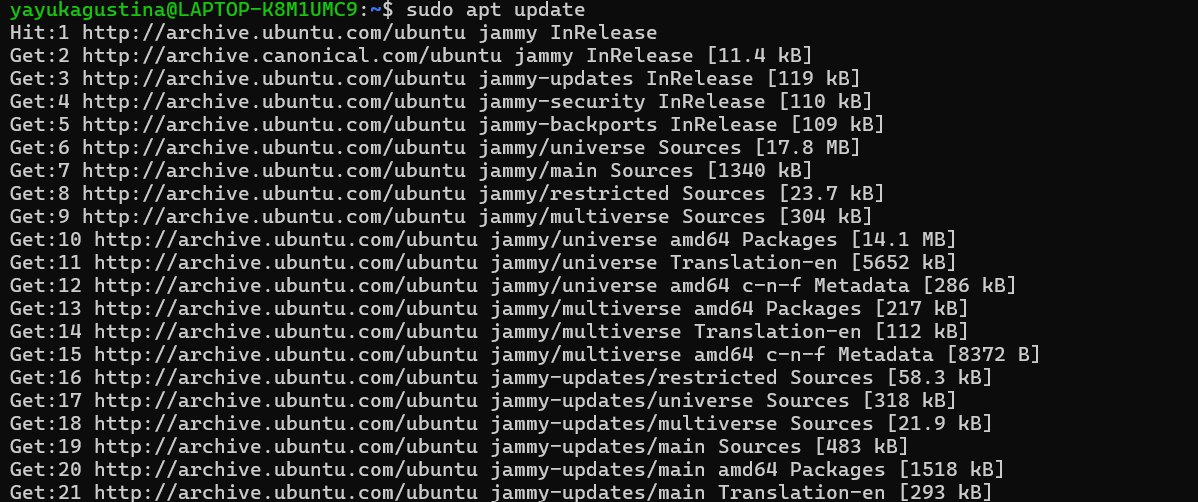 yayukagustina@LAPTOP-K8M1UMC9:~$ sudo apt update
Hit:1 http://archive.ubuntu.com/ubuntu jammy InRelease
Get:2 http://archive.canonical.com/ubuntu jammy InRelease [11.4 kB]
Get:3 http://archive.ubuntu.com/ubuntu jammy-updates InRelease [119 kB]
Get:4 http://archive.ubuntu.com/ubuntu jammy-security InRelease [110 kB]
Get:5 http://archive.ubuntu.com/ubuntu jammy-backports InRelease [109 kB]
Get:6 http://archive.ubuntu.com/ubuntu jammy/universe Sources [17.8 MB]
Get:7 http://archive.ubuntu.com/ubuntu jammy/main Sources [1340 kB]
Get:8 http://archive.ubuntu.com/ubuntu jammy/restricted Sources [23.7 kB]
Get:9 http://archive.ubuntu.com/ubuntu jammy/multiverse Sources [304 kB]
Get:10 http://archive.ubuntu.com/ubuntu jammy/universe amd64 Packages [14.1 MB]
Get:11 http://archive.ubuntu.com/ubuntu jammy/universe Translation-en [5652 kB]
Get:12 http://archive.ubuntu.com/ubuntu jammy/universe amd64 c-n-f Metadata [286 kB]
Get:13 http://archive.ubuntu.com/ubuntu jammy/multiverse amd64 Packages [217 kB]
Get:14 http://archive.ubuntu.com/ubuntu jammy/multiverse Translation-en [112 kB]
Get:15 http://archive.ubuntu.com/ubuntu jammy/multiverse amd64 c-n-f Metadata [8372 B]
Get:16 http://archive.ubuntu.com/ubuntu jammy-updates/restricted Sources [58.3 kB]
Get:17 http://archive.ubuntu.com/ubuntu jammy-updates/universe Sources [318 kB]
Get:18 http://archive.ubuntu.com/ubuntu jammy-updates/multiverse Sources [21.9 kB]
Get:19 http://archive.ubuntu.com/ubuntu jammy-updates/main Sources [483 kB]
Get:20 http://archive.ubuntu.com/ubuntu jammy-updates/main amd64 Packages [1518 kB]
Get:21 http://archive.ubuntu.com/ubuntu jammy-updates/main Translation-en [293 kB]